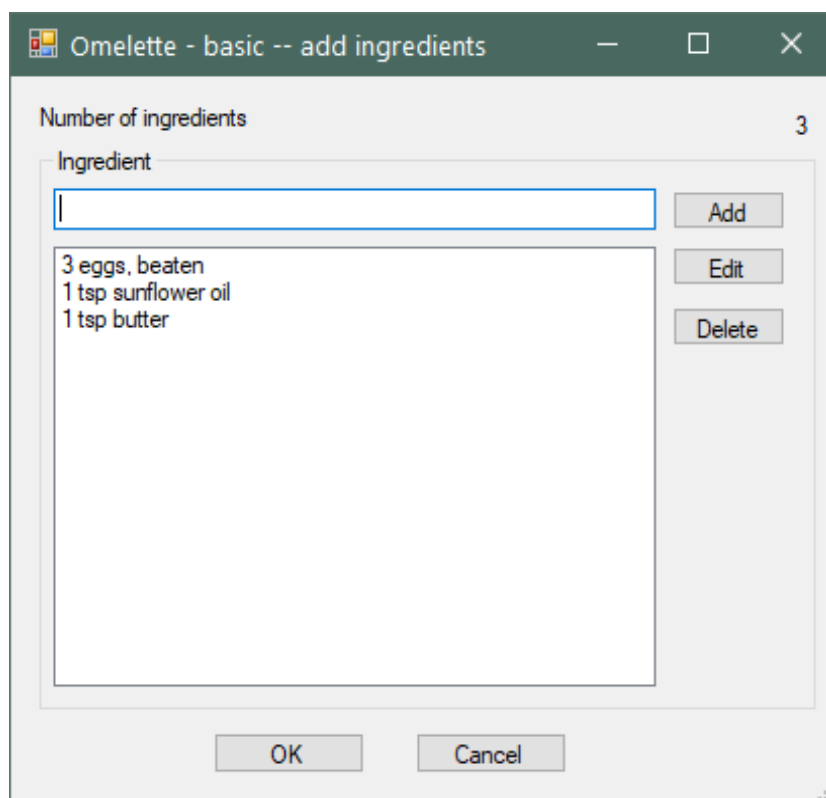 Omelette - basic -- add ingredients
Number of ingredients 3
Ingredient
Add
3 eggs, beaten
1 tsp sunflower oil
1 tsp butter
Edit
Delete
OK Cancel